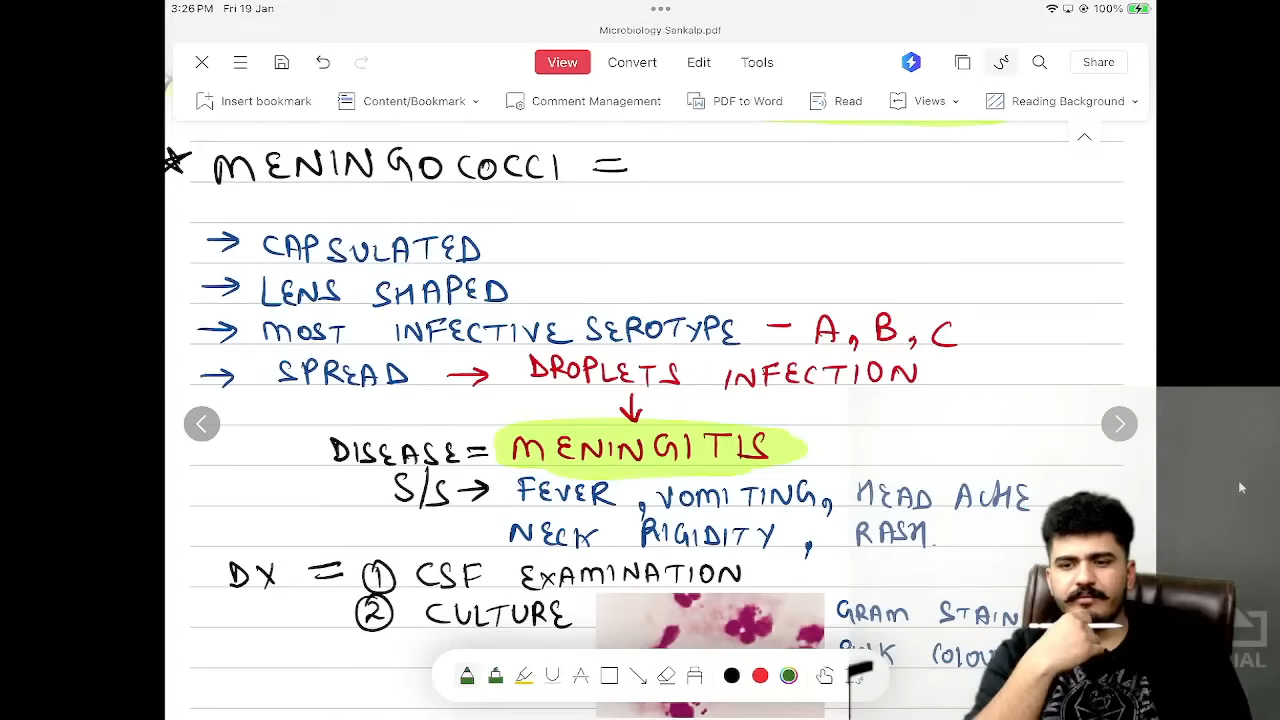 3:26 PM Fri 19 Jan
100%
Microbiology Sankalp.pdf
View Convert Edit Tools
Share
Insert bookmark Content/Bookmark Comment Management PDF to Word Read Views Reading Background
MENINGOCOCCI =
→ CAPSULATED
→ LENS SHAPED
→ MOST INFECTIVE SEROTYPE - A, B, C
→ SPREAD → DROPLETS INFECTION
↓
DISEASE = MENINGITIS
S/S → FEVER, VOMITING, HEAD ACHE
NECK RIGIDITY, RASH.
DX = ① CSF EXAMINATION
② CULTURE
GRAM STAIN